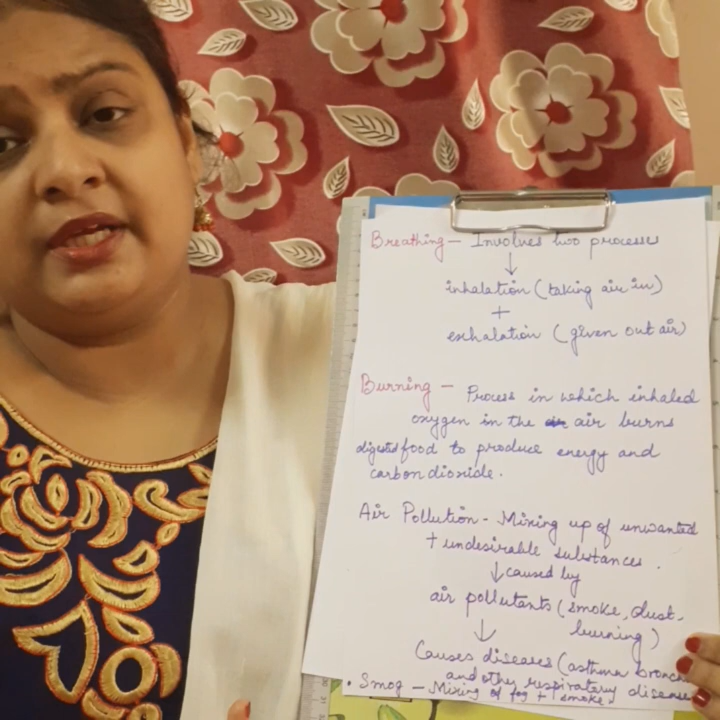 Breathing - Involves two processes
↓
inhalation (taking air in)
+
exhalation (given out air)
Burning - Process in which inhaled
oxygen in the air burns
digested food to produce energy and
carbon dioxide.
Air Pollution - Mixing up of unwanted
+ undesirable substances.
↓ caused by
air pollutants (smoke, dust,
burning)
↓
Causes diseases (asthma
and other respiratory diseases
• Smog - Mixing of fog + smoke